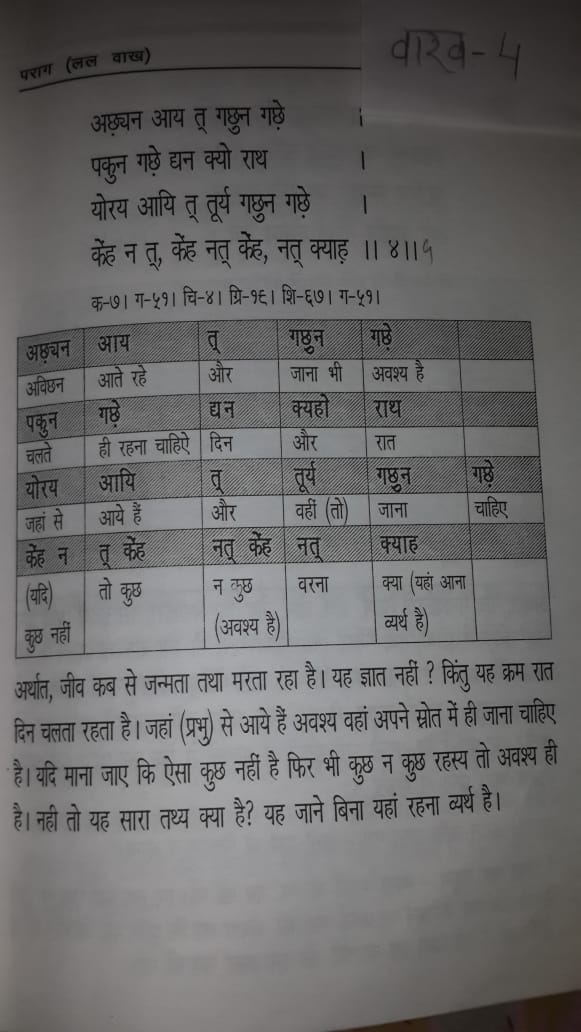 पराग (लल वाख)
वाख - 4
अछ्यन आय तृ गछुन गछे ।
पकुन गछे द्यन क्यो राथ ।
योरय आयि तृ तूर्य गछुन गछे ।
केंह न तृ, केंह नतृ केंह, नतृ क्याह ।। ४।। ५
क-७। ग-५१। चि-४। ग्रि-१९। शि-६७। ग-५१।
अछ्यन आय तृ गछुन गछे
अविछन आते रहे और जाना भी अवश्य है
पकुन गछे द्यन क्यहो राथ
चलते ही रहना चाहिऐ दिन और रात
योरय आयि तृ तूर्य गछुन गछे
जहां से आये हैं और वहीं (तो) जाना चाहिए
केंह न तृ केंह नतृ केंह नतृ क्याह
(यदि) तो कुछ न कुछ वरना क्या (यहां आना
कुछ नहीं (अवश्य है) व्यर्थ है)
अर्थात, जीव कब से जन्मता तथा मरता रहा है। यह ज्ञात नहीं ? किंतु यह क्रम रात
दिन चलता रहता है। जहां (प्रभु) से आये हैं अवश्य वहां अपने स्रोत में ही जाना चाहिए
है। यदि माना जाए कि ऐसा कुछ नहीं है फिर भी कुछ न कुछ रहस्य तो अवश्य ही
है। नही तो यह सारा तथ्य क्या है? यह जाने बिना यहां रहना व्यर्थ है।